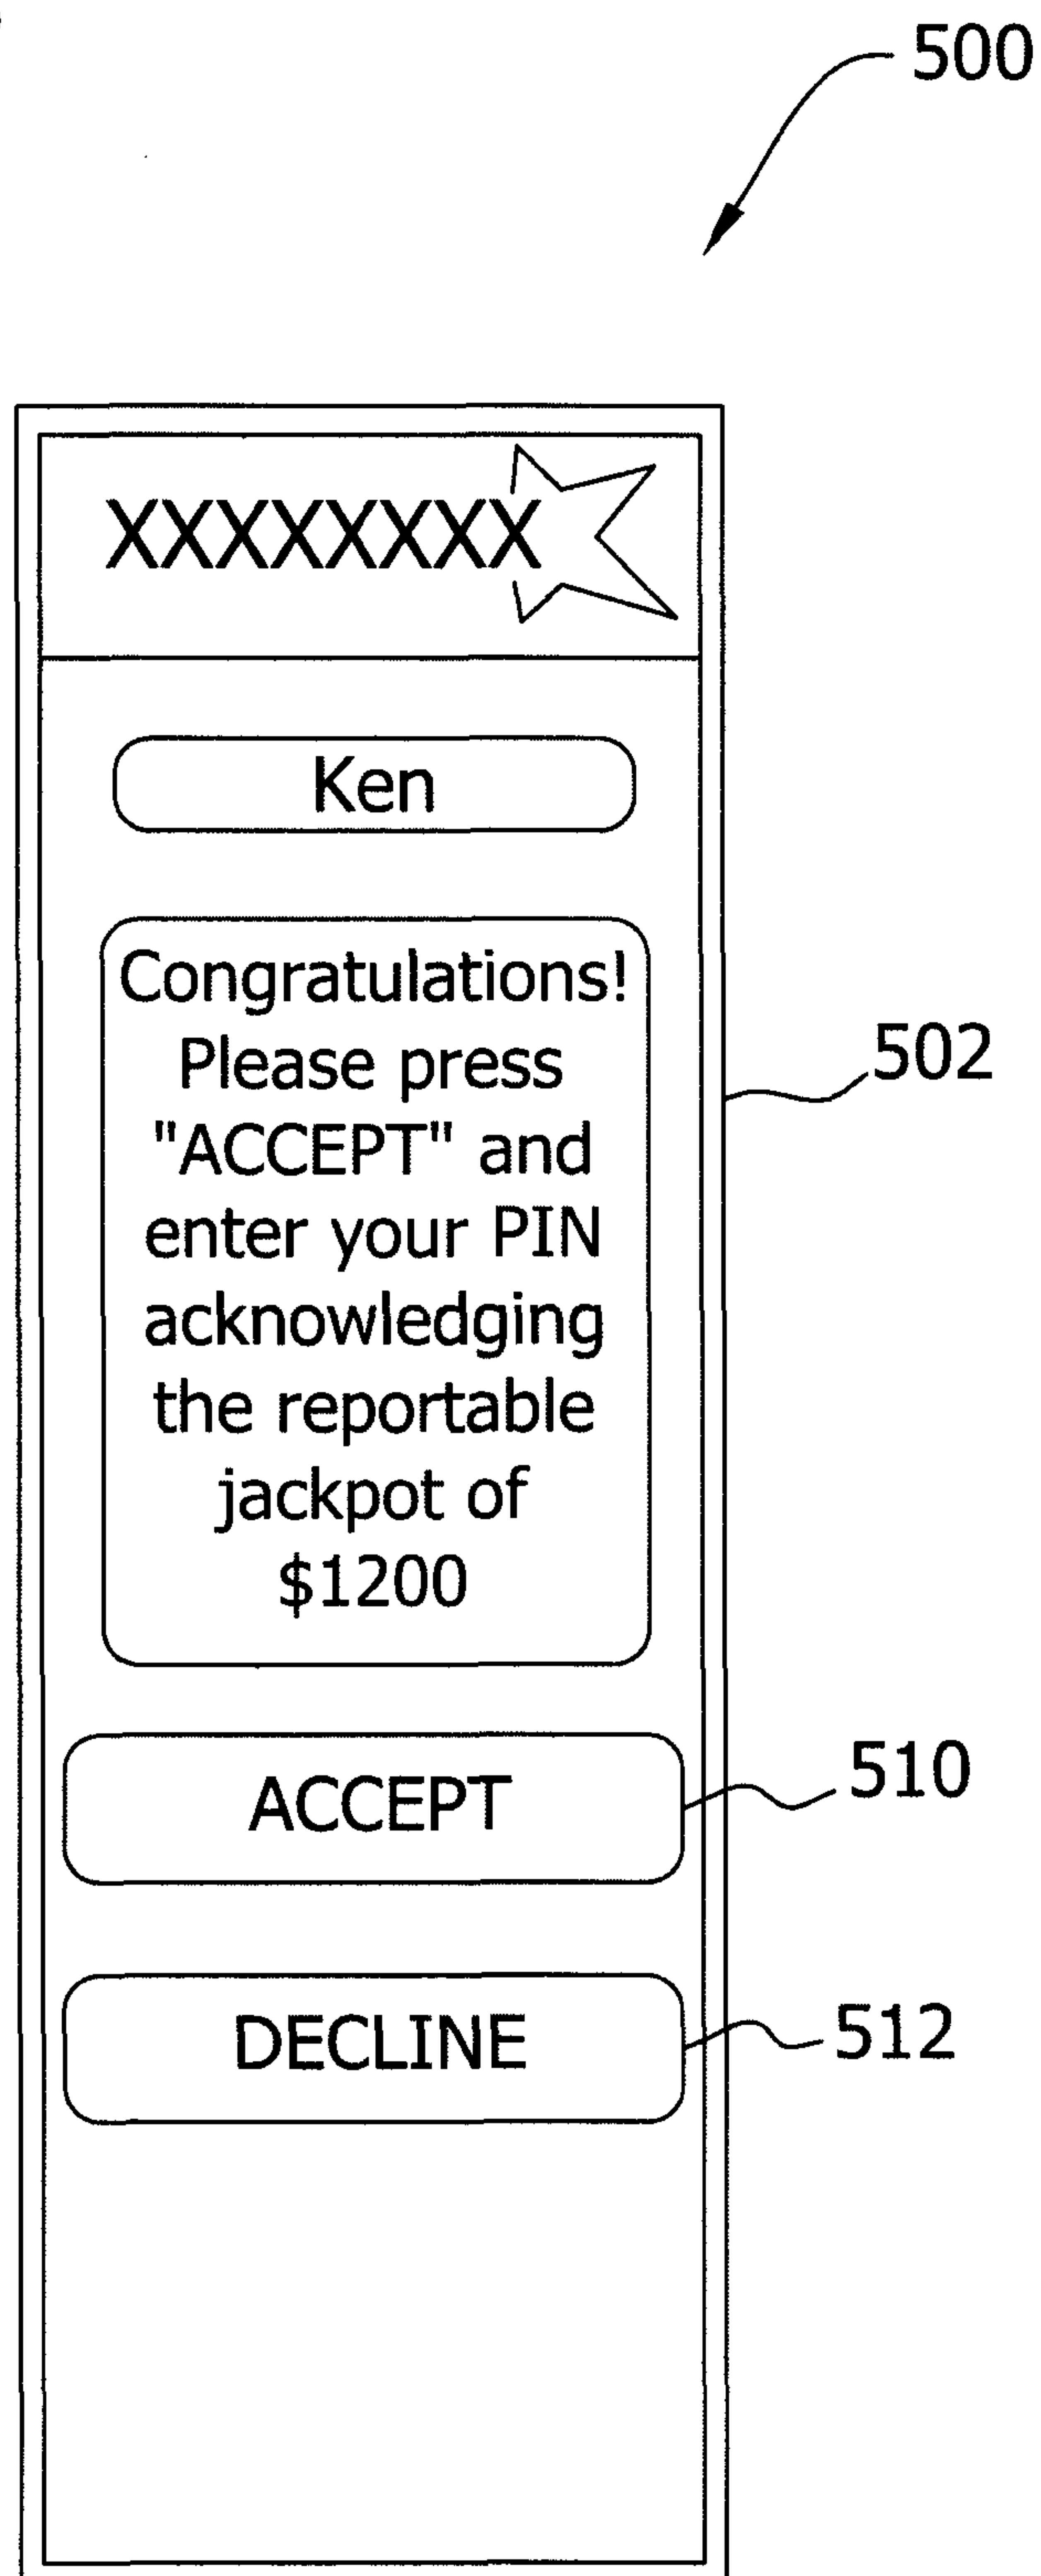 500
XXXXXXXX
Ken
Congratulations!
Please press
"ACCEPT" and
enter your PIN
acknowledging
the reportable
jackpot of
$1200
502
ACCEPT
510
DECLINE
512